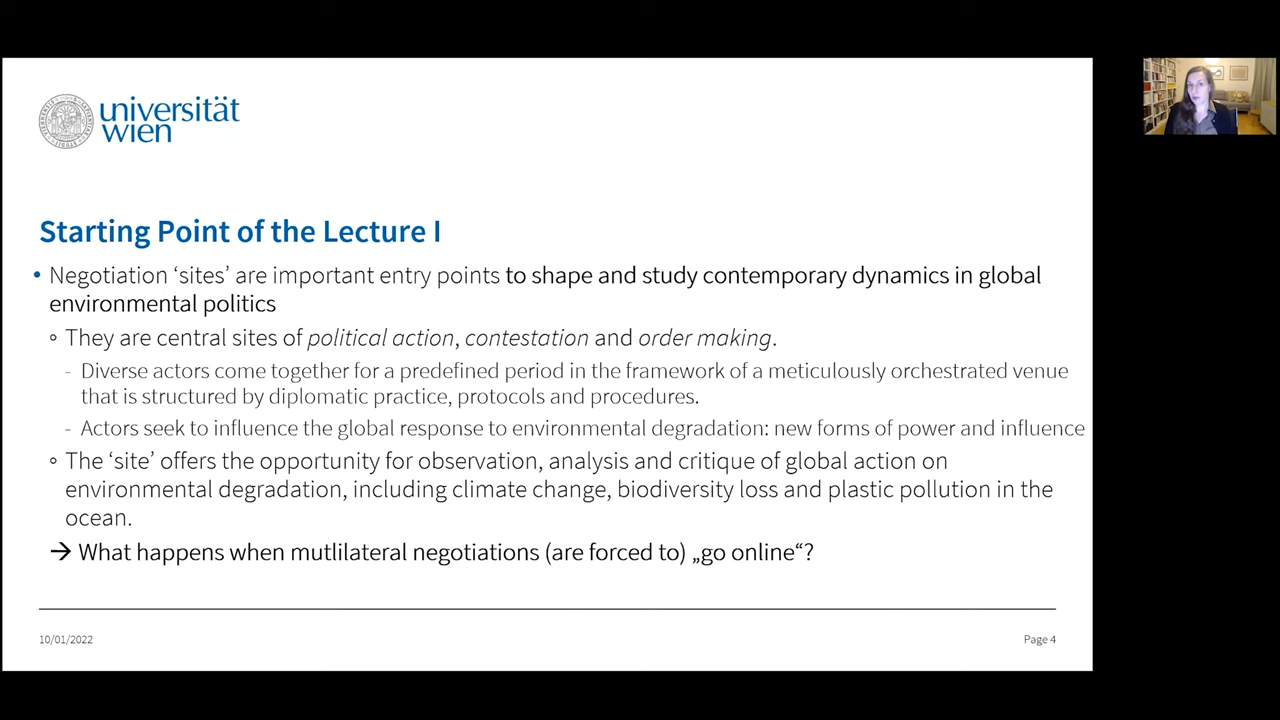 universität
wien
Starting Point of the Lecture I
• Negotiation ‘sites’ are important entry points to shape and study contemporary dynamics in global
environmental politics
◦ They are central sites of political action, contestation and order making.
- Diverse actors come together for a predefined period in the framework of a meticulously orchestrated venue
that is structured by diplomatic practice, protocols and procedures.
- Actors seek to influence the global response to environmental degradation: new forms of power and influence
◦ The ‘site’ offers the opportunity for observation, analysis and critique of global action on
environmental degradation, including climate change, biodiversity loss and plastic pollution in the
ocean.
→ What happens when mutlilateral negotiations (are forced to) „go online“?
10/01/2022
Page 4